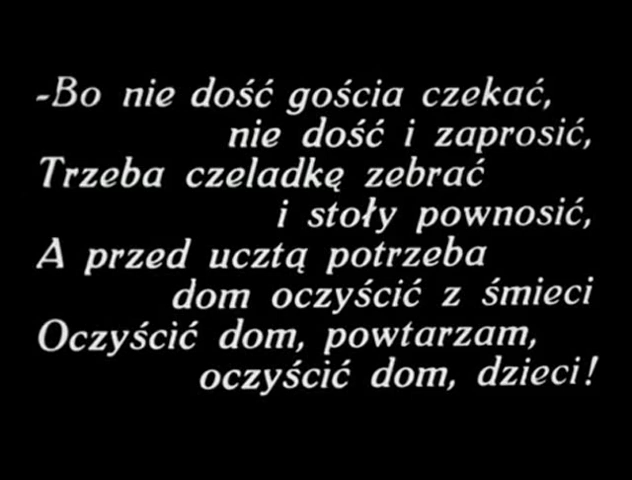 -Bo nie dość gościa czekać,
nie dość i zaprosić,
Trzeba czeladkę zebrać
i stoły pownosić,
A przed ucztą potrzeba
dom oczyścić z śmieci
Oczyścić dom, powtarzam,
oczyścić dom, dzieci!